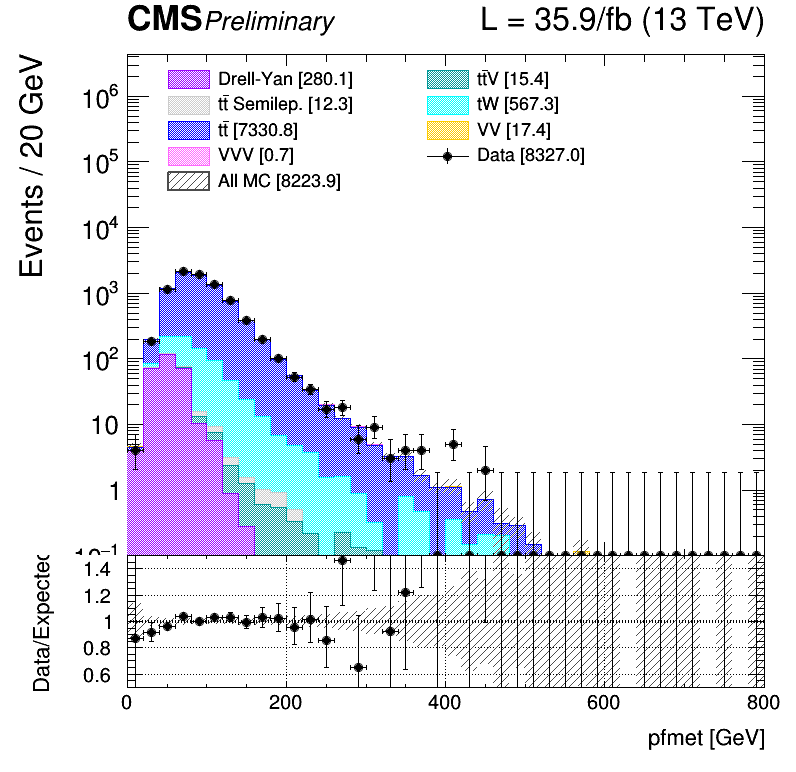 CMS Preliminary L = 35.9/fb (13 TeV)
Events / 20 GeV
Drell-Yan [280.1]
tt̄ Semilep. [12.3]
tt̄ [7330.8]
VVV [0.7]
All MC [8223.9]
tt̄V [15.4]
tW [567.3]
VV [17.4]
Data [8327.0]
10⁶
10⁵
10⁴
10³
10²
10
1
10⁻¹
Data/Expected
1.4
1.2
1
0.8
0.6
0 200 400 600 800
pfmet [GeV]